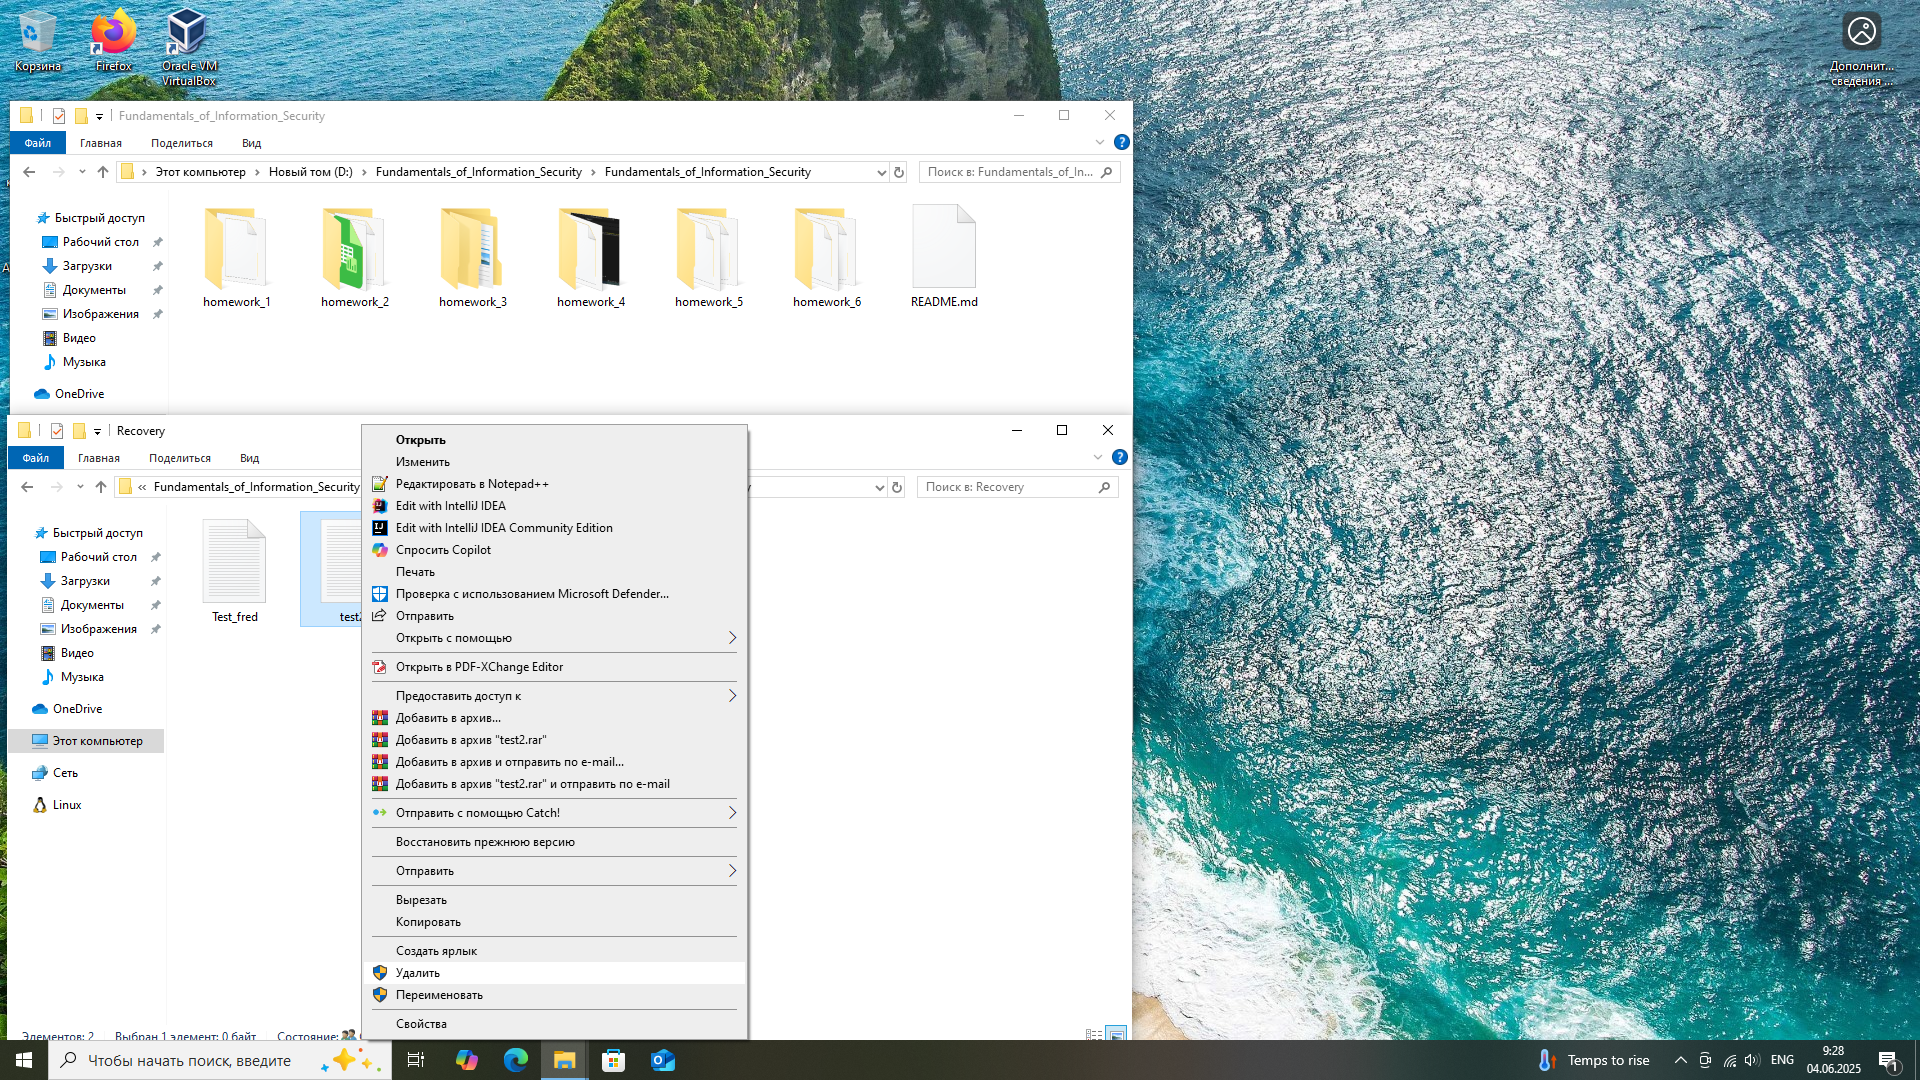 Корзина
Firefox
Oracle VM
VirtualBox
Дополнит...
сведения ...
Fundamentals_of_Information_Security
Файл
Главная
Поделиться
Вид
Этот компьютер
Новый том (D:)
Fundamentals_of_Information_Security
Fundamentals_of_Information_Security
Поиск в: Fundamentals_of_In...
Быстрый доступ
Рабочий стол
Загрузки
Документы
Изображения
Видео
Музыка
OneDrive
homework_1
homework_2
homework_3
homework_4
homework_5
homework_6
README.md
Recovery
Файл
Главная
Поделиться
Вид
« Fundamentals_of_Information_Security
Поиск в: Recovery
Быстрый доступ
Рабочий стол
Загрузки
Документы
Изображения
Видео
Музыка
OneDrive
Этот компьютер
Сеть
Linux
Test_fred
test2
Открыть
Изменить
Редактировать в Notepad++
Edit with IntelliJ IDEA
Edit with IntelliJ IDEA Community Edition
Спросить Copilot
Печать
Проверка с использованием Microsoft Defender...
Отправить
Открыть с помощью
Открыть в PDF-XChange Editor
Предоставить доступ к
Добавить в архив...
Добавить в архив "test2.rar"
Добавить в архив и отправить по e-mail...
Добавить в архив "test2.rar" и отправить по e-mail
Отправить с помощью Catch!
Восстановить прежнюю версию
Отправить
Вырезать
Копировать
Создать ярлык
Удалить
Переименовать
Свойства
Элементов: 2
Выбран 1 элемент: 0 байт
Состояние:
Чтобы начать поиск, введите
Temps to rise
ENG
9:28
04.06.2025
1